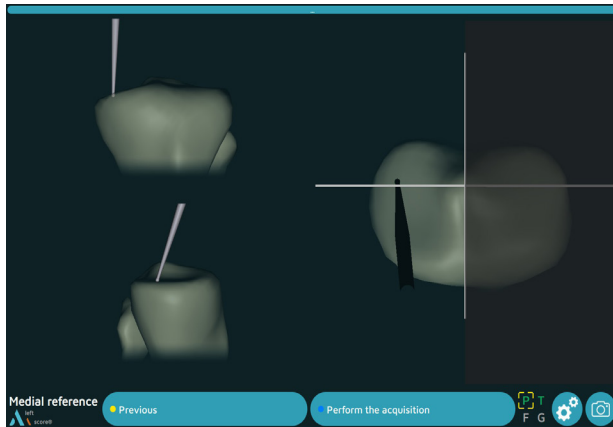 Medial reference
left
score®
Previous
Perform the acquisition
P T
F G